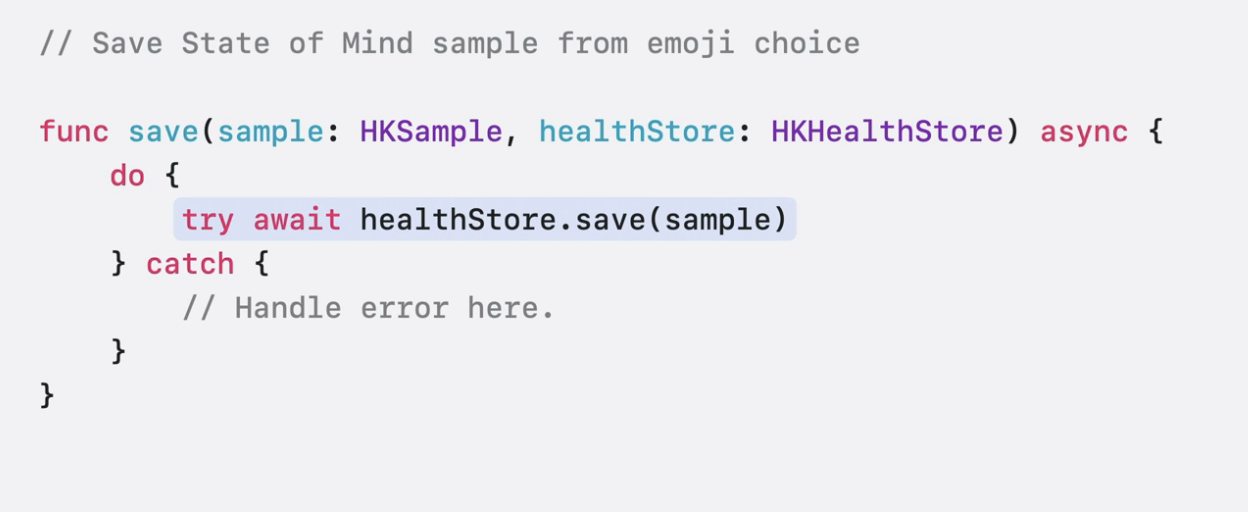 // Save State of Mind sample from emoji choice
func save(sample: HKSample, healthStore: HKHealthStore) async {
do {
try await healthStore.save(sample)
} catch {
// Handle error here.
}
}